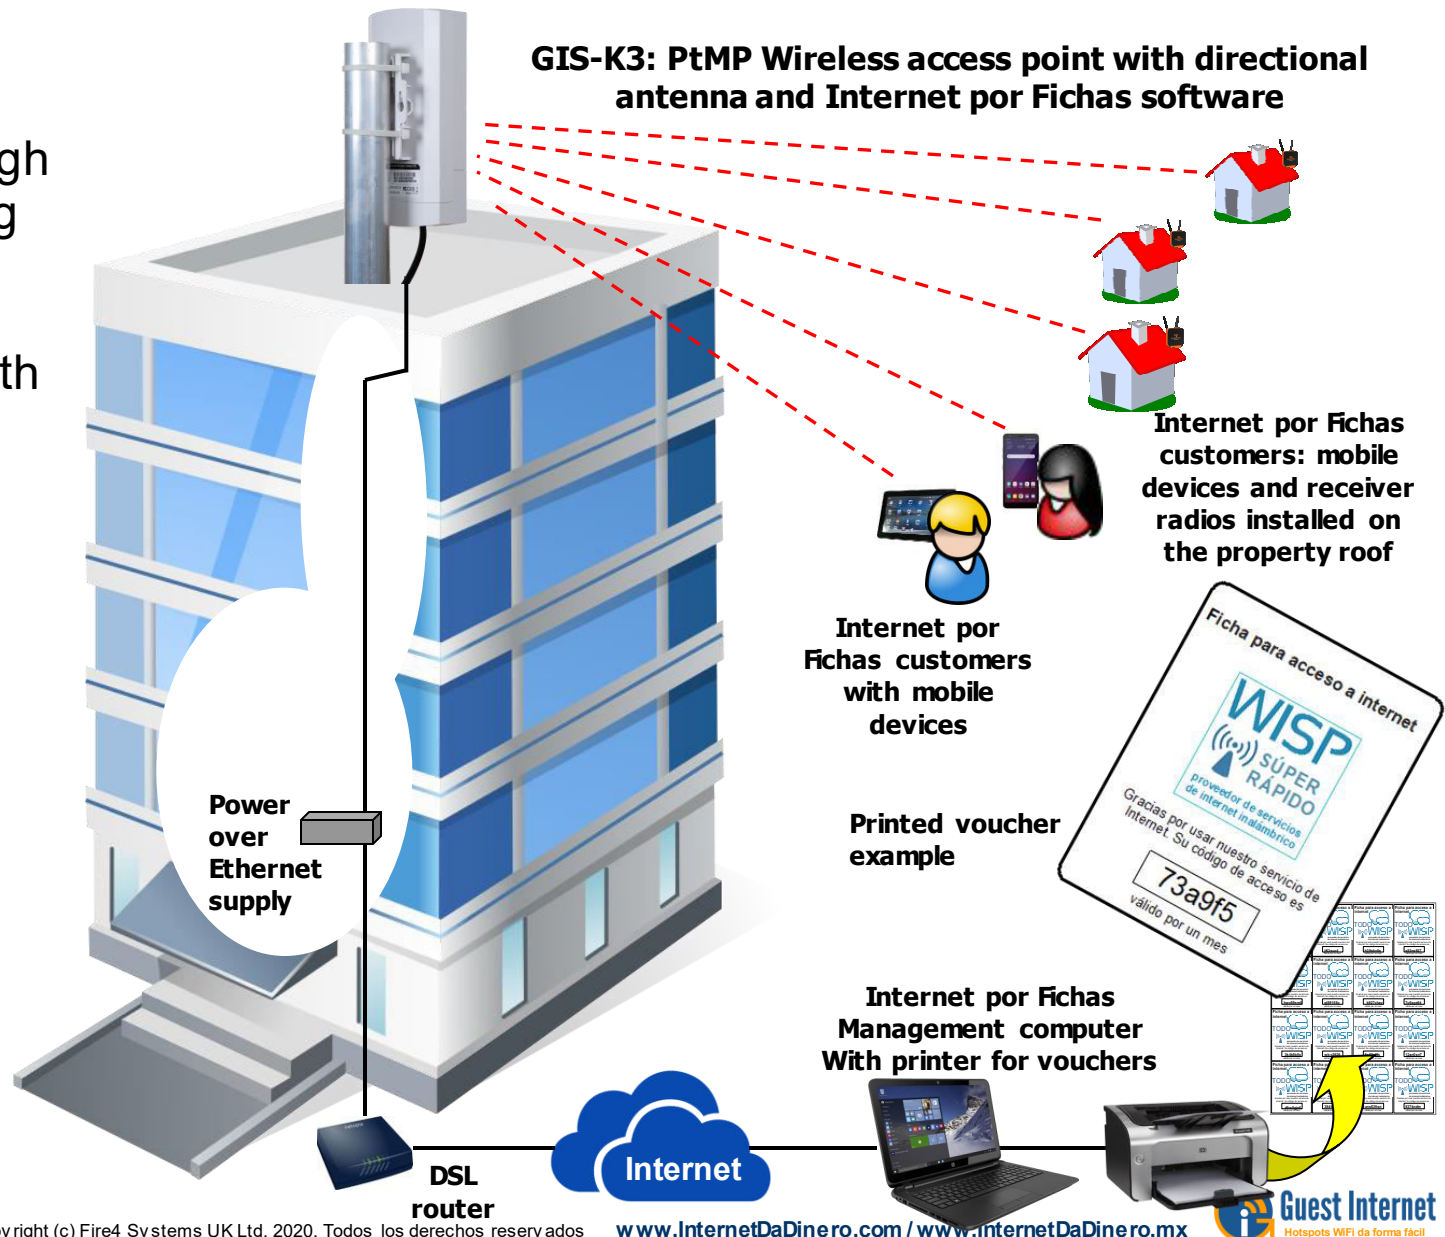 GIS-K3: PtMP Wireless access point with directional
antenna and Internet por Fichas software
gh
g
th
Internet por Fichas
customers: mobile
devices and receiver
radios installed on
the property roof
Internet por
Fichas customers
with mobile
devices
Ficha para acceso a internet
WISP
SÚPER
RÁPIDO
proveedor de servicios
de internet inalámbrico
Gracias por usar nuestro servicio de
Internet. Su código de acceso es
73a9f5
válido por un mes
Power
over
Ethernet
supply
Printed voucher
example
Internet por Fichas
Management computer
With printer for vouchers
Internet
DSL
router
Guest Internet
Hotspots WiFi da forma fácil
pyright (c) Fire4 Systems UK Ltd. 2020. Todos los derechos reservados
www.InternetDaDinero.com / www.InternetDaDinero.mx